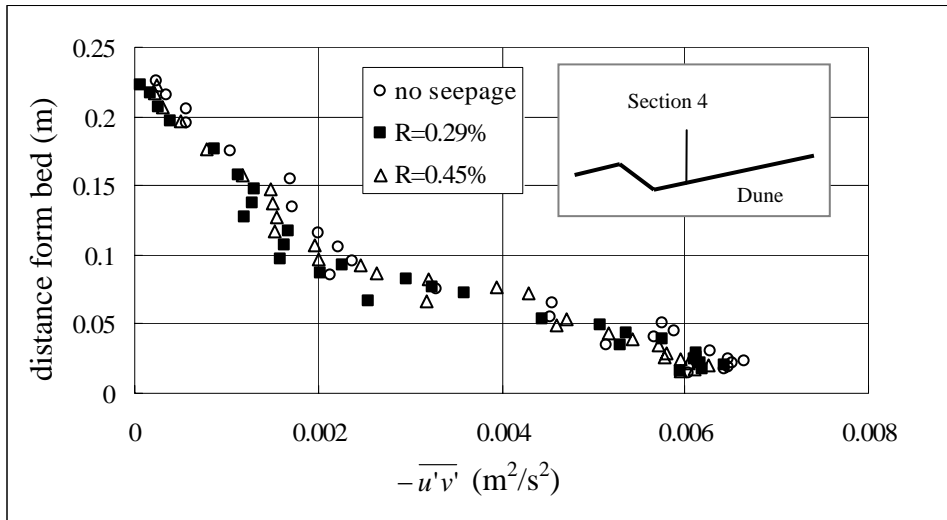 0.25
0.2
0.15
0.1
0.05
0
distance form bed (m)
no seepage
R=0.29%
R=0.45%
Section 4
Dune
0 0.002 0.004 0.006 0.008
−u'v' (m²/s²)